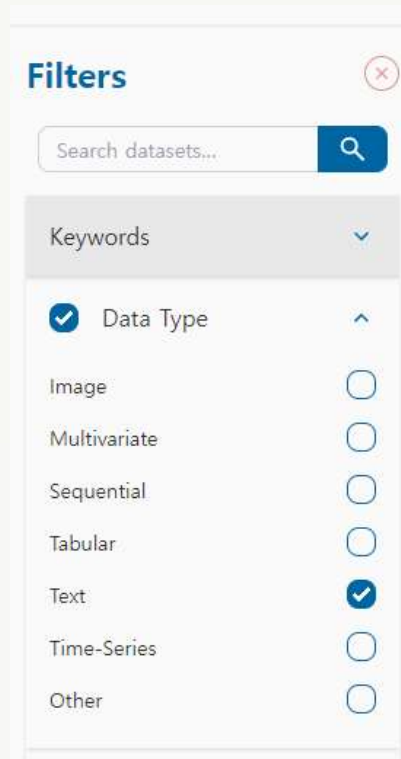 Filters
Search datasets...
Keywords
Data Type
Image
Multivariate
Sequential
Tabular
Text
Time-Series
Other